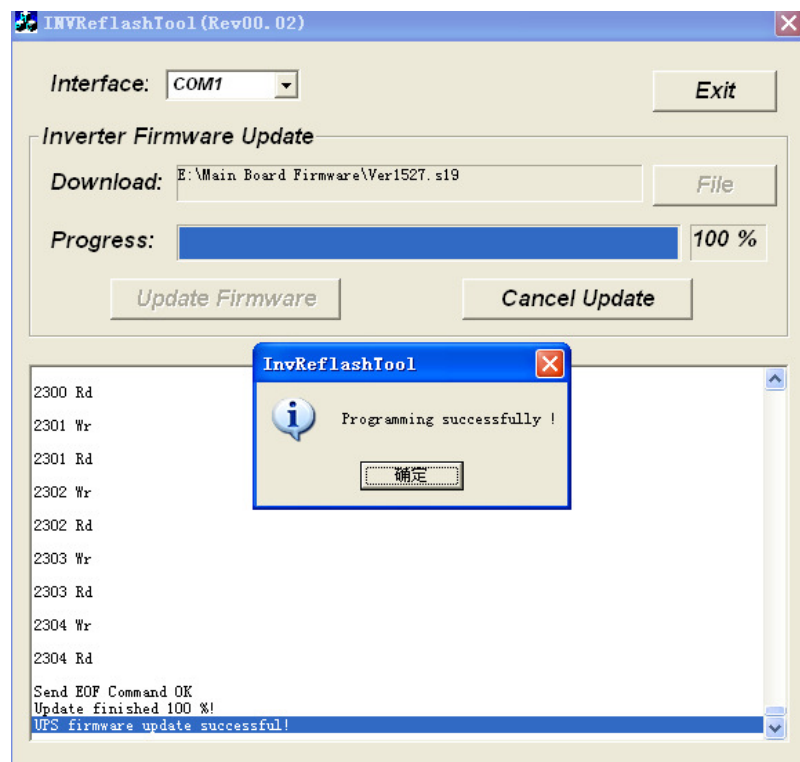 INVReflashTool(Rev00.02)
Interface: COM1
Exit
Inverter Firmware Update
Download: E:\Main Board Firmware\Ver1527.s19
File
Progress: 100 %
Update Firmware Cancel Update
InvReflashTool
Programming successfully !
确定
2300 Rd
2301 Wr
2301 Rd
2302 Wr
2302 Rd
2303 Wr
2303 Rd
2304 Wr
2304 Rd
Send EOF Command OK
Update finished 100 %!
UPS firmware update successful!